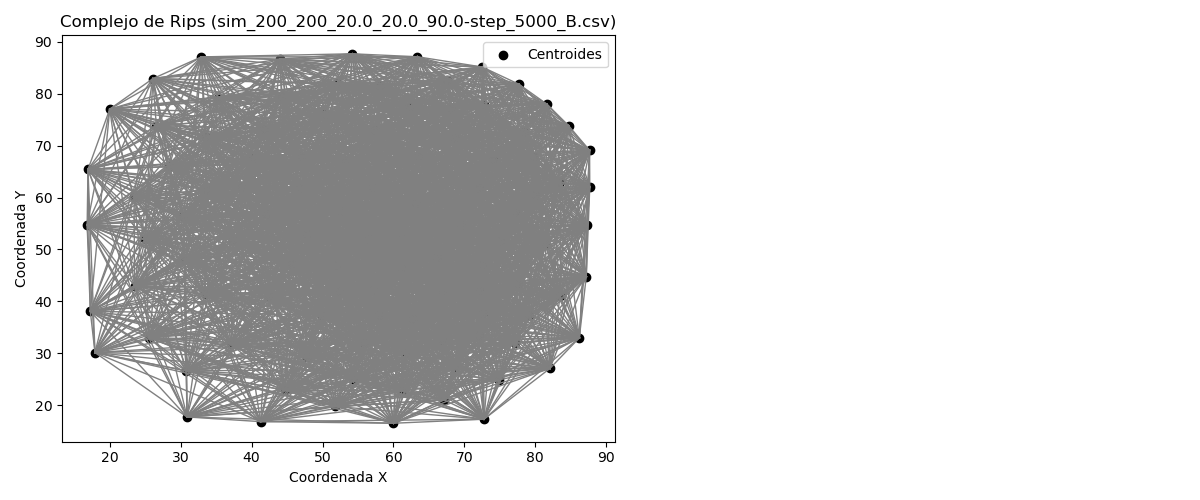 Complejo de Rips (sim_200_200_20.0_20.0_90.0-step_5000_B.csv)
Centroides
90
80
70
60
50
40
30
20
Coordenada Y
20 30 40 50 60 70 80 90
Coordenada X